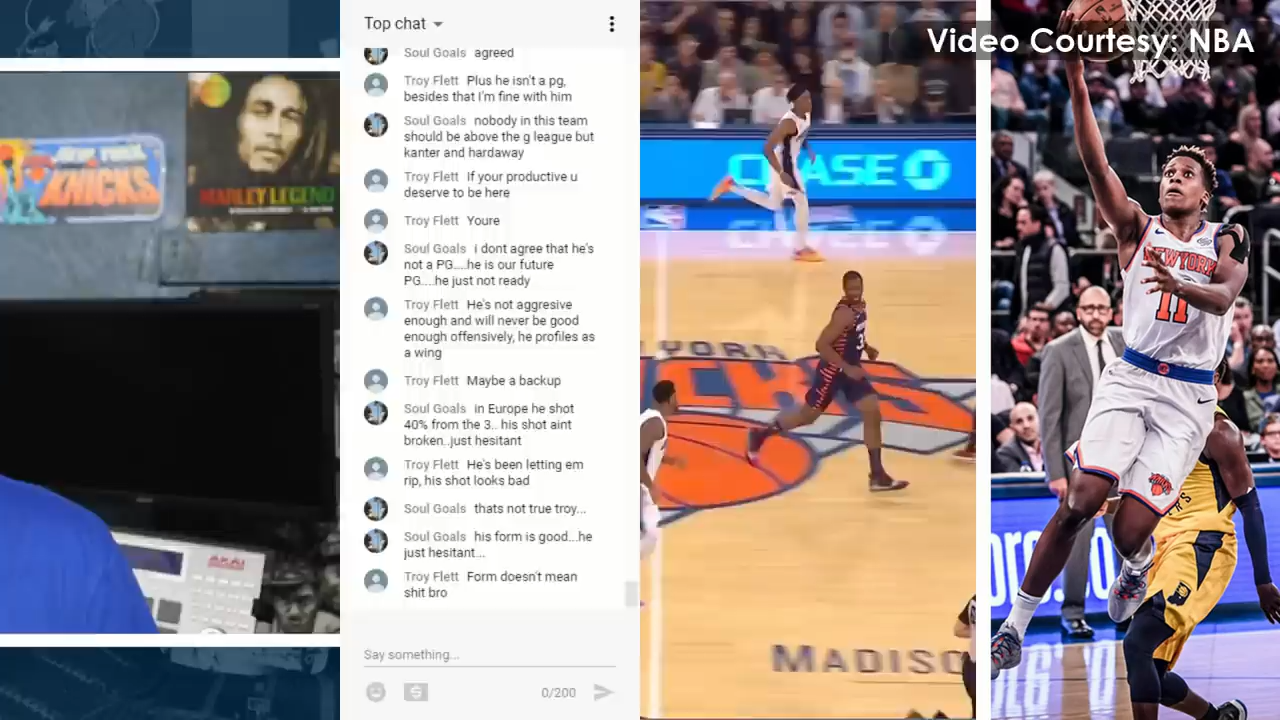 Top chat
Soul Goals agreed
Troy Flett Plus he isn't a pg,
besides that I'm fine with him
Soul Goals nobody in this team
should be above the g league but
kanter and hardaway
Troy Flett If your productive u
deserve to be here
Troy Flett Youre
Soul Goals i dont agree that he's
not a PG....he is our future
PG....he just not ready
Troy Flett He's not aggresive
enough and will never be good
enough offensively, he profiles as
a wing
Troy Flett Maybe a backup
Soul Goals in Europe he shot
40% from the 3.. his shot aint
broken..just hesitant
Troy Flett He's been letting em
rip, his shot looks bad
Soul Goals thats not true troy...
Soul Goals his form is good...he
just hesitant...
Troy Flett Form doesn't mean
shit bro
Say something...
0/200
Video Courtesy: NBA
NEW YORK
KNICKS
MARLEY LEGEND
AKAI
CHASE
YORK
MADISO
NEW YORK
11